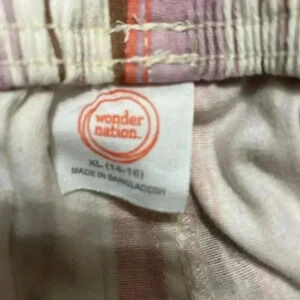 wonder
nation.
XL (14-16)
MADE IN BANGLADESH